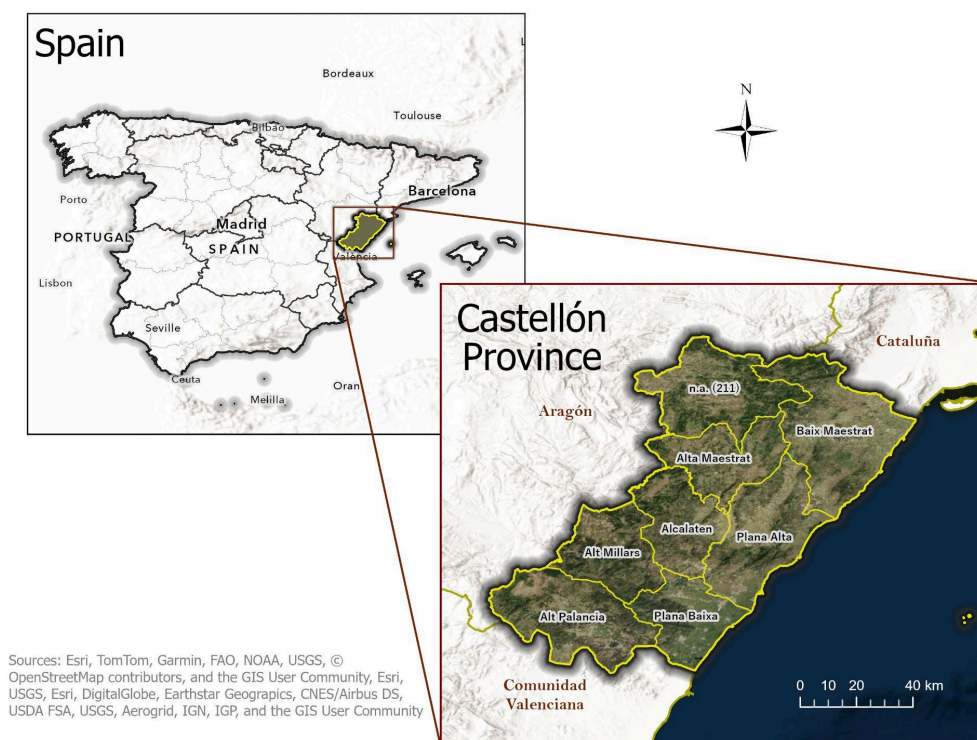 Spain
Bordeaux
Toulouse
Bilbao
Porto
Barcelona
Madrid
PORTUGAL
SPAIN
València
Lisbon
Seville
Ceuta
Oran
Melilla
N
Castellón
Province
Cataluña
n.a. (211)
Aragón
Baix Maestrat
Alta Maestrat
Alcalaten
Plana Alta
Alt Millars
Alt Palancia
Plana Baixa
Comunidad
Valenciana
0 10 20 40 km
Sources: Esri, TomTom, Garmin, FAO, NOAA, USGS, ©
OpenStreetMap contributors, and the GIS User Community, Esri,
USGS, Esri, DigitalGlobe, Earthstar Geograpics, CNES/Airbus DS,
USDA FSA, USGS, Aerogrid, IGN, IGP, and the GIS User Community